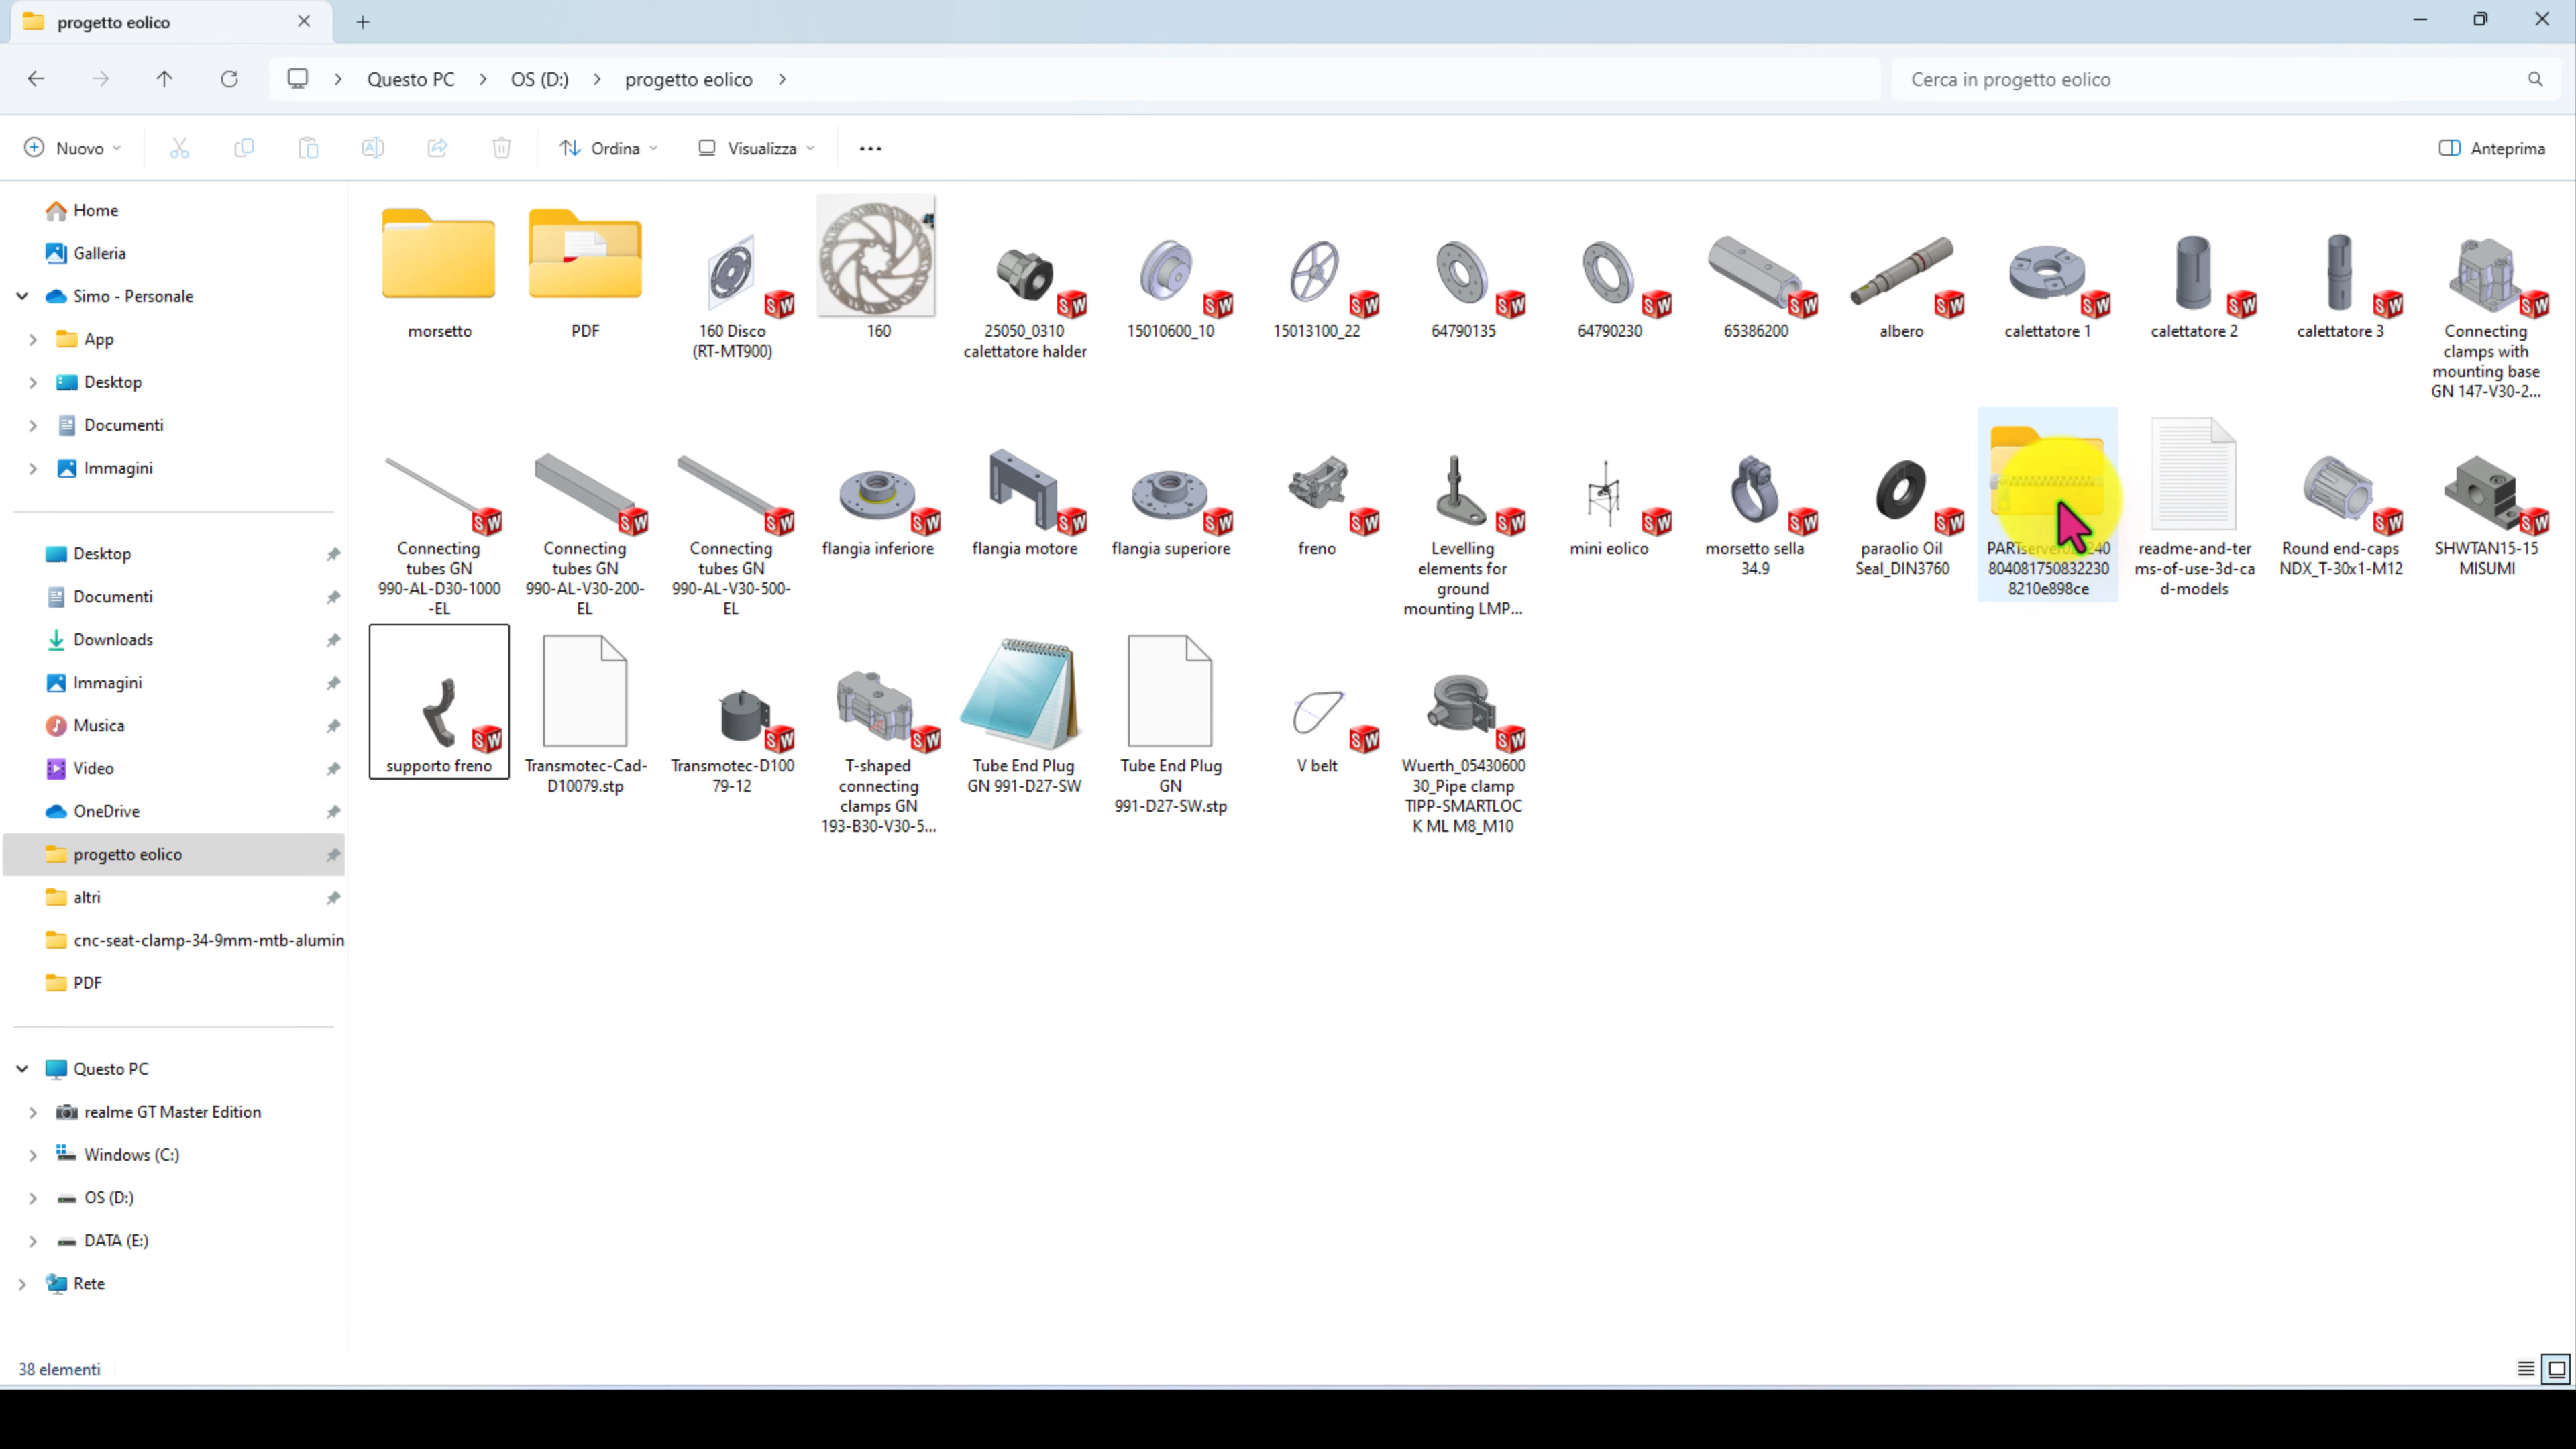 progetto eolico
Questo PC
OS (D:)
progetto eolico
Cerca in progetto eolico
Nuovo
Ordina
Visualizza
Anteprima
Home
Galleria
Simo - Personale
App
Desktop
Documenti
Immagini
Desktop
Documenti
Downloads
Immagini
Musica
Video
OneDrive
progetto eolico
altri
cnc-seat-clamp-34-9mm-mtb-alumin
PDF
Questo PC
realme GT Master Edition
Windows (C:)
OS (D:)
DATA (E:)
Rete
morsetto
PDF
160 Disco
(RT-MT900)
160
25050_0310
calettatore halder
15010600_10
15013100_22
64790135
64790230
65386200
albero
calettatore 1
calettatore 2
calettatore 3
Connecting
clamps with
mounting base
GN 147-V30-2...
Connecting
tubes GN
990-AL-D30-1000
-EL
Connecting
tubes GN
990-AL-V30-200-
EL
Connecting
tubes GN
990-AL-V30-500-
EL
flangia inferiore
flangia motore
flangia superiore
freno
Levelling
elements for
ground
mounting LMP...
mini eolico
morsetto sella
34.9
paraolio Oil
Seal_DIN3760
804081750832230
8210e898ce
readme-and-ter
ms-of-use-3d-ca
d-models
Round end-caps
NDX_T-30x1-M12
SHWTAN15-15
MISUMI
supporto freno
Transmotec-Cad-
D10079.stp
Transmotec-D100
79-12
T-shaped
connecting
clamps GN
193-B30-V30-5...
Tube End Plug
GN 991-D27-SW
Tube End Plug
GN
991-D27-SW.stp
V belt
Wuerth_05430600
30_Pipe clamp
TIPP-SMARTLOC
K ML M8_M10
38 elementi